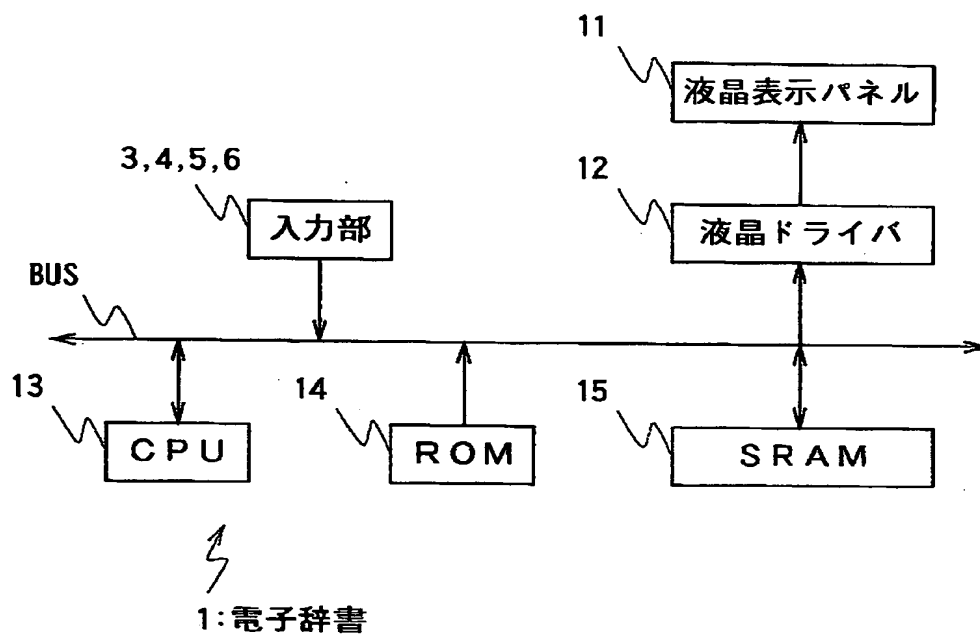 11
液晶表示パネル
3,4,5,6
12
入力部
液晶ドライバ
BUS
13
14
15
CPU
ROM
SRAM
1:電子辞書